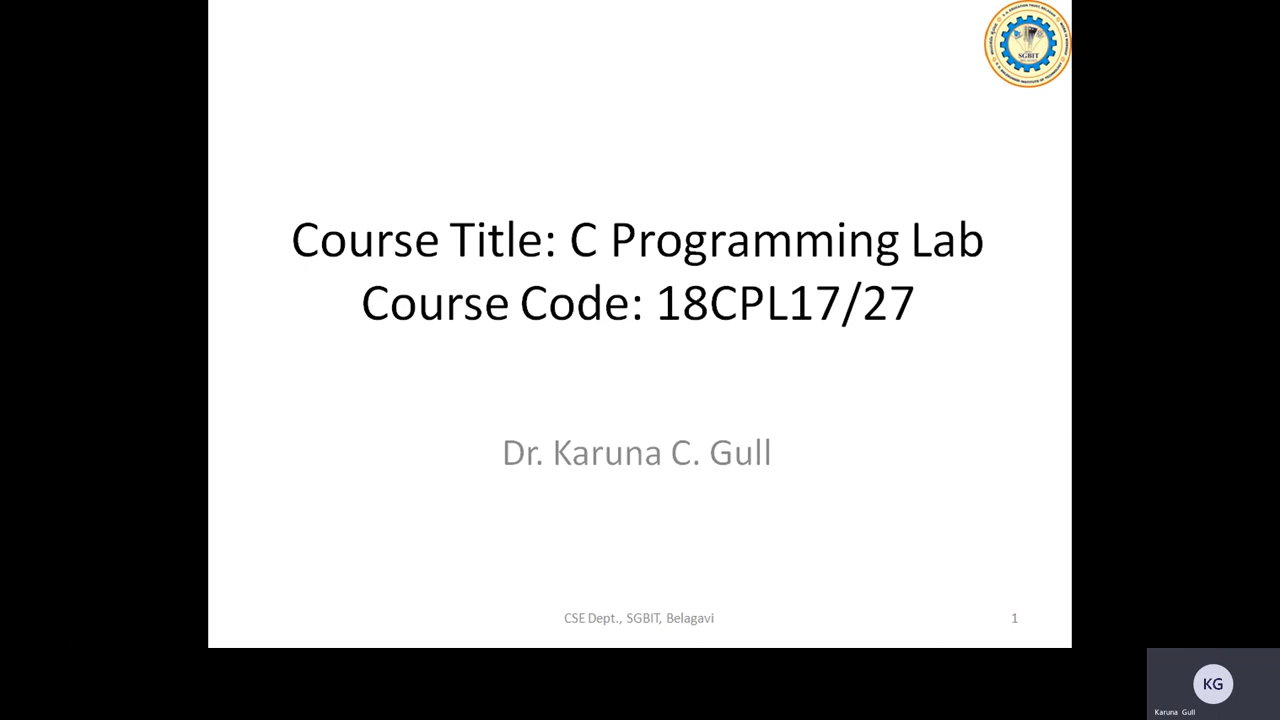 SGBIT
Course Title: C Programming Lab
Course Code: 18CPL17/27
Dr. Karuna C. Gull
CSE Dept., SGBIT, Belagavi
1
KG
Karuna Gull